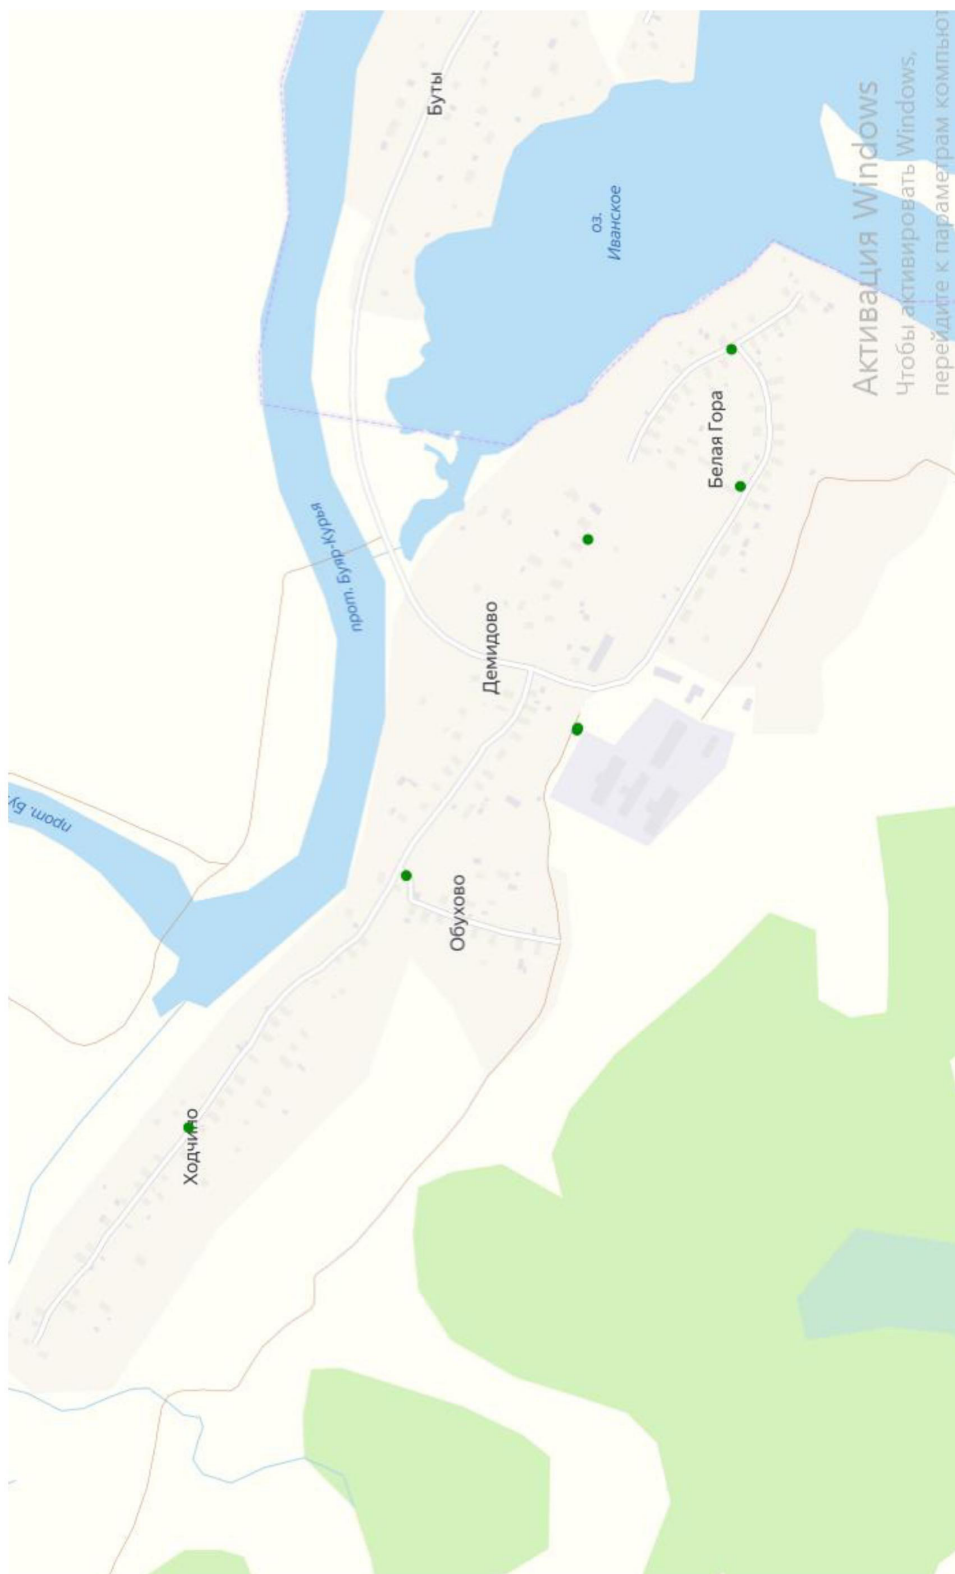 Буты
оз.
Иванское
Активация Windows
Чтобы активировать Windows,
перейдите к параметрам компьют
Белая Гора
прот. Буяр-Курья
Демидово
прот. Бу
Обухово
Ходчино